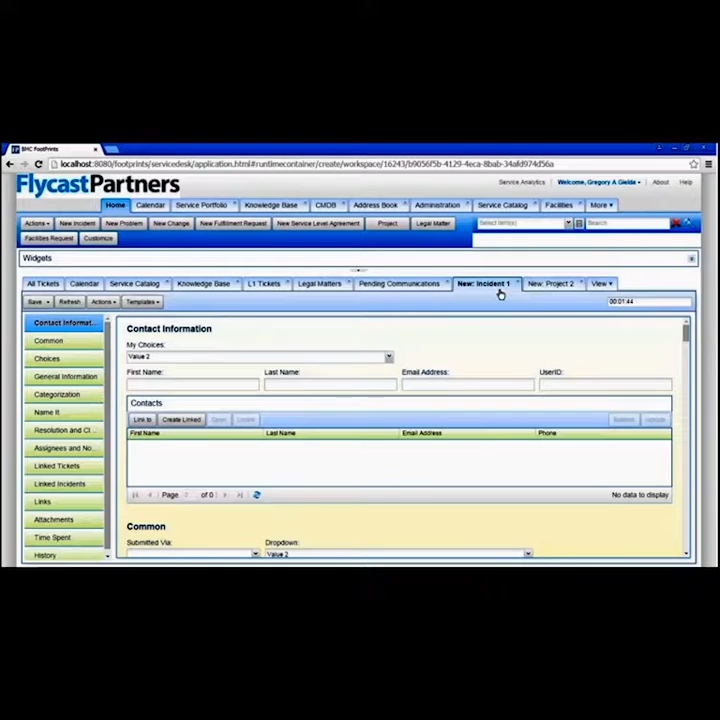 BMC FootPrints
localhost:8080/footprints/servicedesk/application.html#runtimecontainer/create/workspace/16243/b9056f5b-4129-4eca-8bab-34afd974d56a
FlycastPartners
Service Analytics Welcome, Gregory A Gielda About Help
Home Calendar Service Portfolio Knowledge Base CMDB Address Book Administration Service Catalog Facilities More
Actions New Incident New Problem New Change New Fulfillment Request New Service Level Agreement Project Legal Matter Select Item(s) Search
Facilities Request Customize
Widgets
All Tickets Calendar Service Catalog Knowledge Base L1 Tickets Legal Matters Pending Communications New: Incident 1 New: Project 2 View
Save Refresh Actions Templates 00:01:44
Contact Informat...
Common
Choices
General Information
Categorization
Name It
Resolution and Cl...
Assignees and No...
Linked Tickets
Linked Incidents
Links
Attachments
Time Spent
History
Contact Information
My Choices:
Value 2
First Name: Last Name: Email Address: UserID:
Contacts
Link to Create Linked
First Name Last Name Email Address Phone
Page of 0 No data to display
Common
Submitted Via: Dropdown:
Value 2